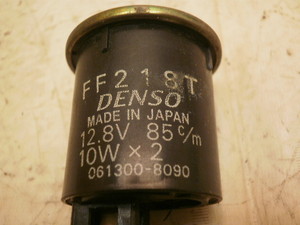 FF218T
DENSO
MADE IN JAPAN
12.8V 85c/m
10W × 2
061300-8090